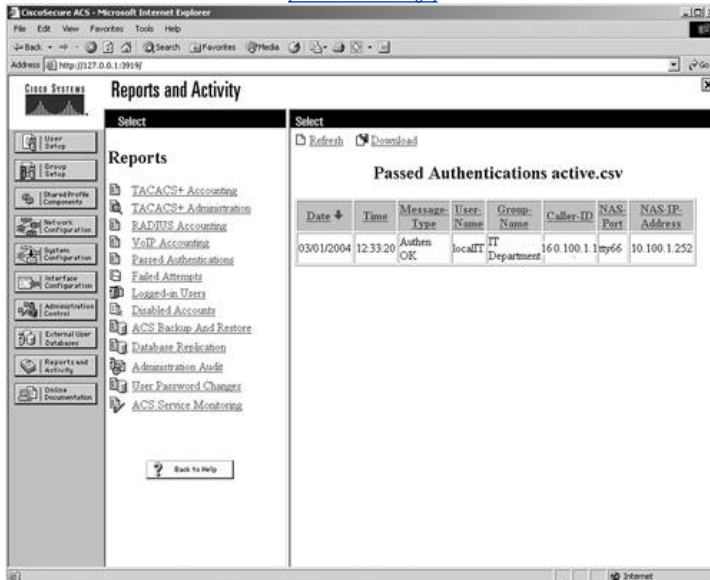 CiscoSecure ACS - Microsoft Internet Explorer
File Edit View Favorites Tools Help
Back Search Favorites Media
Address http://127.0.0.1:3919/ Go
CISCO SYSTEMS
Reports and Activity
User Setup
Group Setup
Shared Profile Components
Network Configuration
System Configuration
Interface Configuration
Administration Control
External User Databases
Reports and Activity
Online Documentation
Select
Reports
TACACS+ Accounting
TACACS+ Administration
RADIUS Accounting
VoIP Accounting
Passed Authentications
Failed Attempts
Logged-in Users
Disabled Accounts
ACS Backup And Restore
Database Replication
Administration Audit
User Password Changes
ACS Service Monitoring
? Back to Help
Select
Refresh Download
Passed Authentications active.csv
Date Time Message-Type User-Name Group-Name Caller-ID NAS-Port NAS-IP-Address
03/01/2004 12:33:20 Authen OK localIT IT Department 160.100.1.1 tty66 10.100.1.252
Internet